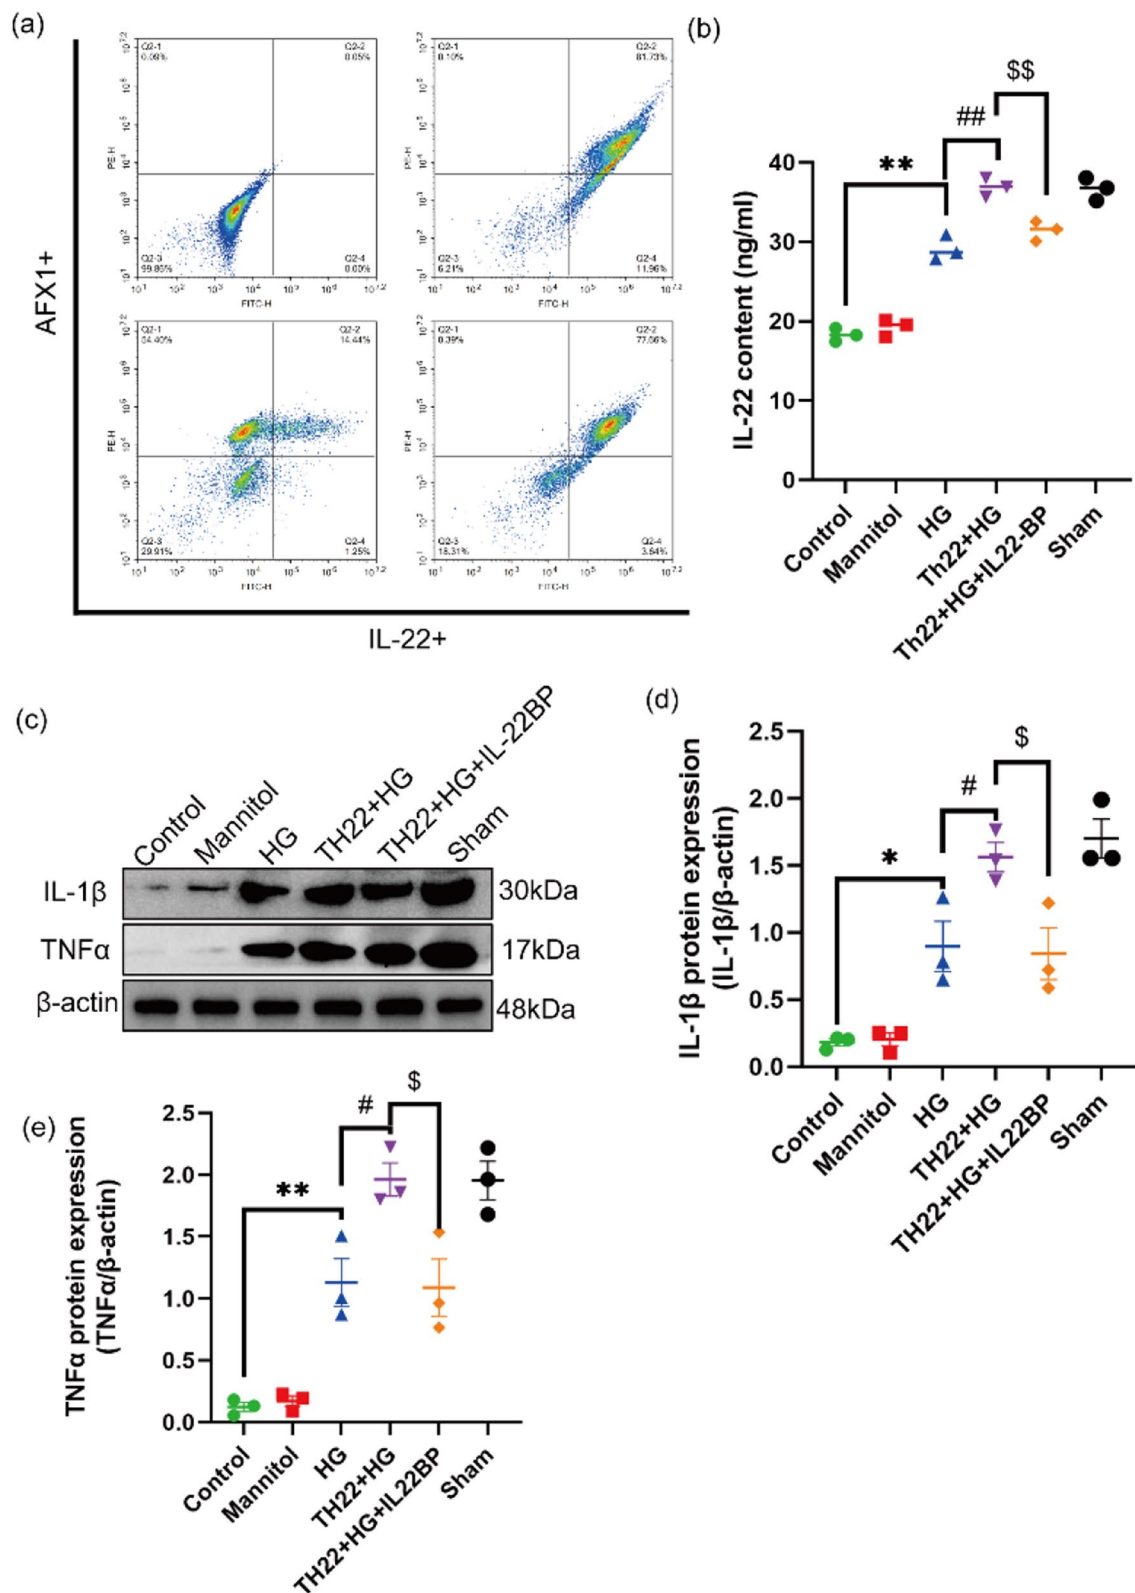 (a)
AFX1+
Q2-1
0.09%
Q2-2
0.05%
Q2-3
99.86%
Q2-4
0.00%
PE-H
FITC-H
Q2-1
0.10%
Q2-2
81.73%
Q2-3
6.21%
Q2-4
11.96%
PE-H
FITC-H
Q2-1
54.40%
Q2-2
14.44%
Q2-3
29.91%
Q2-4
1.25%
PE-H
FITC-H
Q2-1
0.39%
Q2-2
Q2-3
18.31%
Q2-4
3.64%
PE-H
FITC-H
IL-22+
(b)
IL-22 content (ng/ml)
40
30
20
10
0
**
##
$$
Control
Mannitol
HG
Th22+HG
Th22+HG+IL22-BP
Sham
(c)
Control
Mannitol
HG
TH22+HG
TH22+HG+IL-22BP
Sham
IL-1β
30kDa
TNFα
17kDa
β-actin
48kDa
(d)
IL-1β protein expression
(IL-1β/β-actin)
2.5
2.0
1.5
1.0
0.5
0.0
*
#
$
Control
Mannitol
HG
TH22+HG
TH22+HG+IL22BP
Sham
(e)
TNFα protein expression
(TNFα/β-actin)
2.5
2.0
1.5
1.0
0.5
0.0
**
#
$
Control
Mannitol
HG
TH22+HG
TH22+HG+IL22BP
Sham